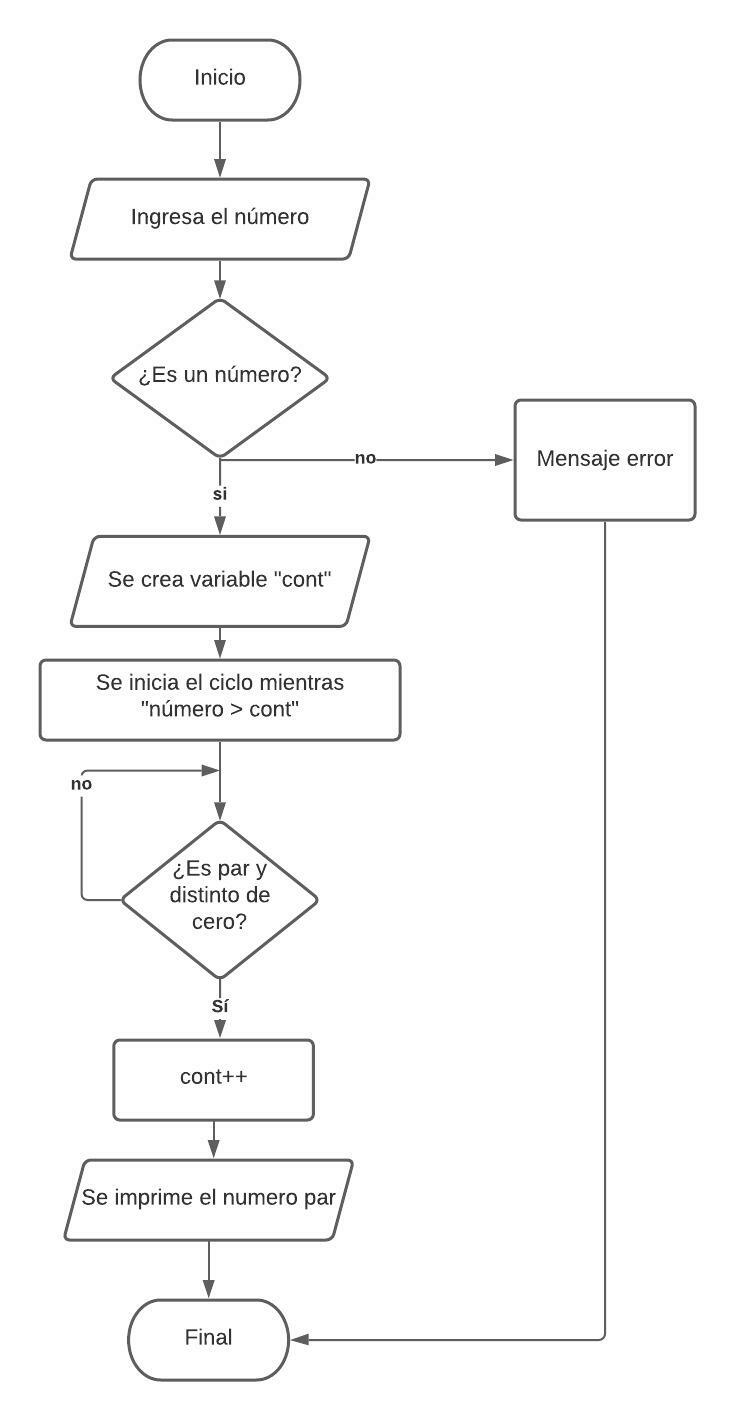 Inicio
Ingresa el número
¿Es un número?
no
Mensaje error
si
Se crea variable "cont"
Se inicia el ciclo mientras
"número > cont"
no
¿Es par y
distinto de
cero?
Sí
cont++
Se imprime el numero par
Final